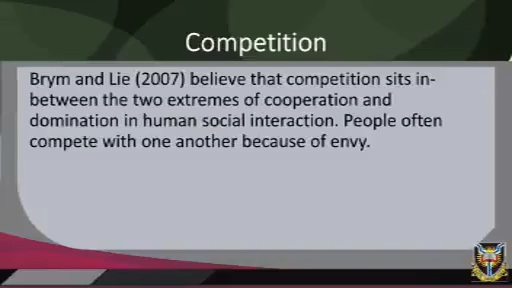 Competition
Brym and Lie (2007) believe that competition sits in-
between the two extremes of cooperation and
domination in human social interaction. People often
compete with one another because of envy.